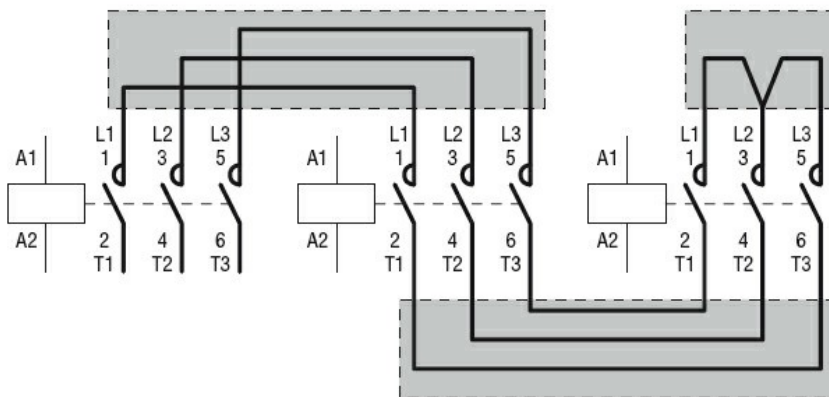 L1 L2 L3 L1 L2 L3 L1 L2 L3
A1 1 3 5 A1 1 3 5 A1 1 3 5
A2 2 4 6 A2 2 4 6 A2 2 4 6
T1 T2 T3 T1 T2 T3 T1 T2 T3